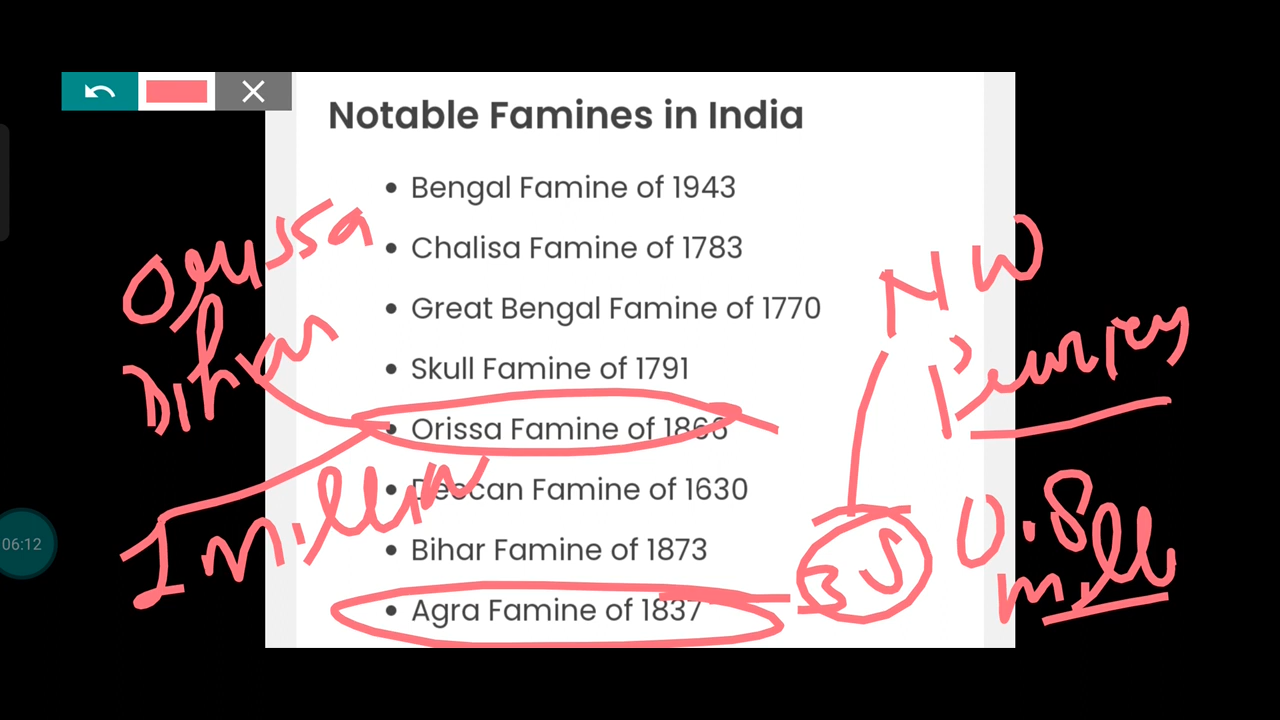 Notable Famines in India
• Bengal Famine of 1943
• Chalisa Famine of 1783
• Great Bengal Famine of 1770
• Skull Famine of 1791
• Orissa Famine of 1866
• Deccan Famine of 1630
• Bihar Famine of 1873
• Agra Famine of 1837
Orissa
Bihar
1 million
NW
35
0.8
mill
06:12